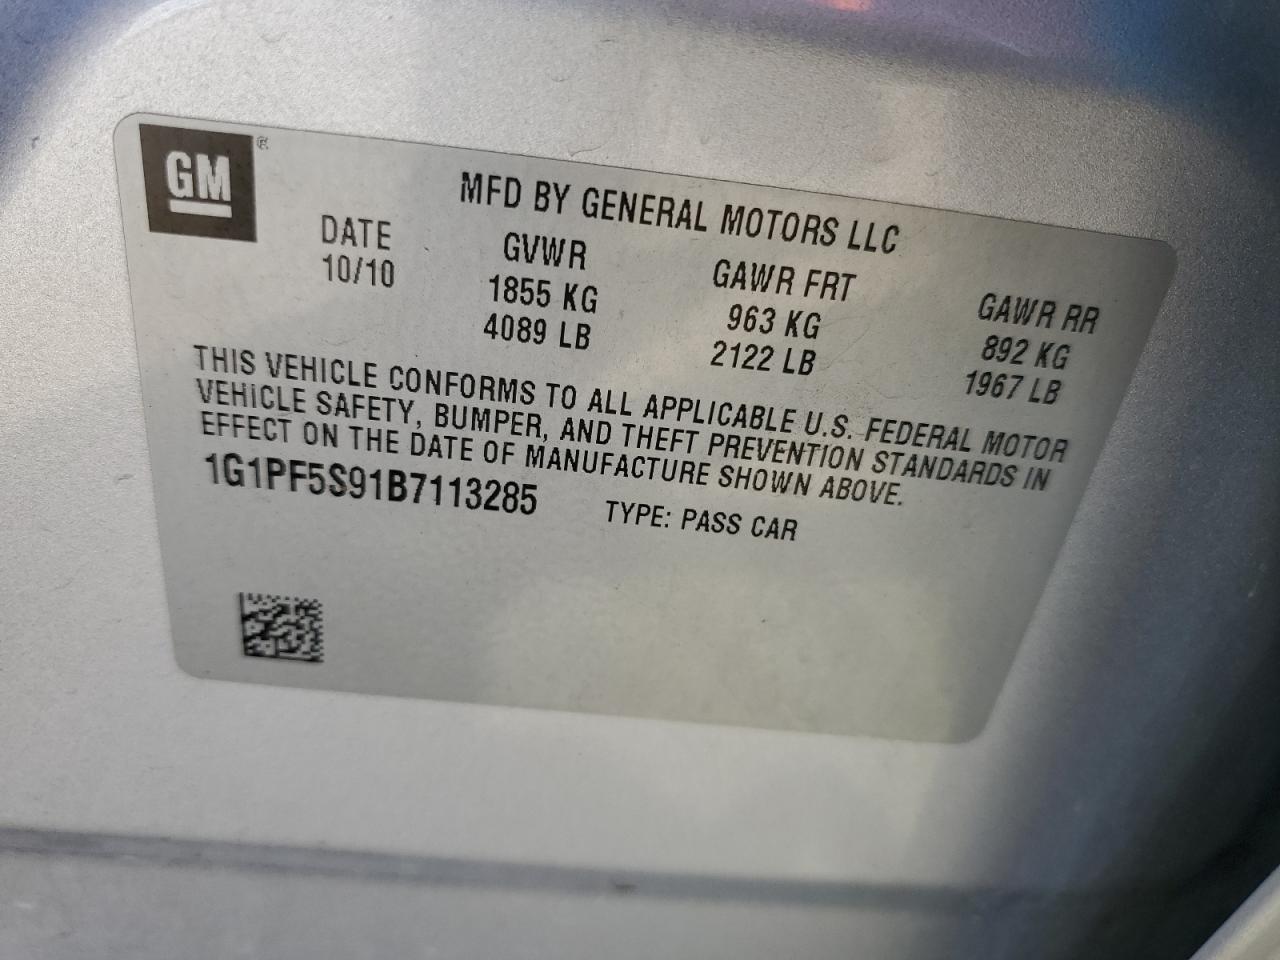 GM®
MFD BY GENERAL MOTORS LLC
DATE GVWR GAWR FRT GAWR RR
10/10 1855 KG 963 KG 892 KG
4089 LB 2122 LB 1967 LB
THIS VEHICLE CONFORMS TO ALL APPLICABLE U.S. FEDERAL MOTOR
VEHICLE SAFETY, BUMPER, AND THEFT PREVENTION STANDARDS IN
EFFECT ON THE DATE OF MANUFACTURE SHOWN ABOVE.
1G1PF5S91B7113285 TYPE: PASS CAR